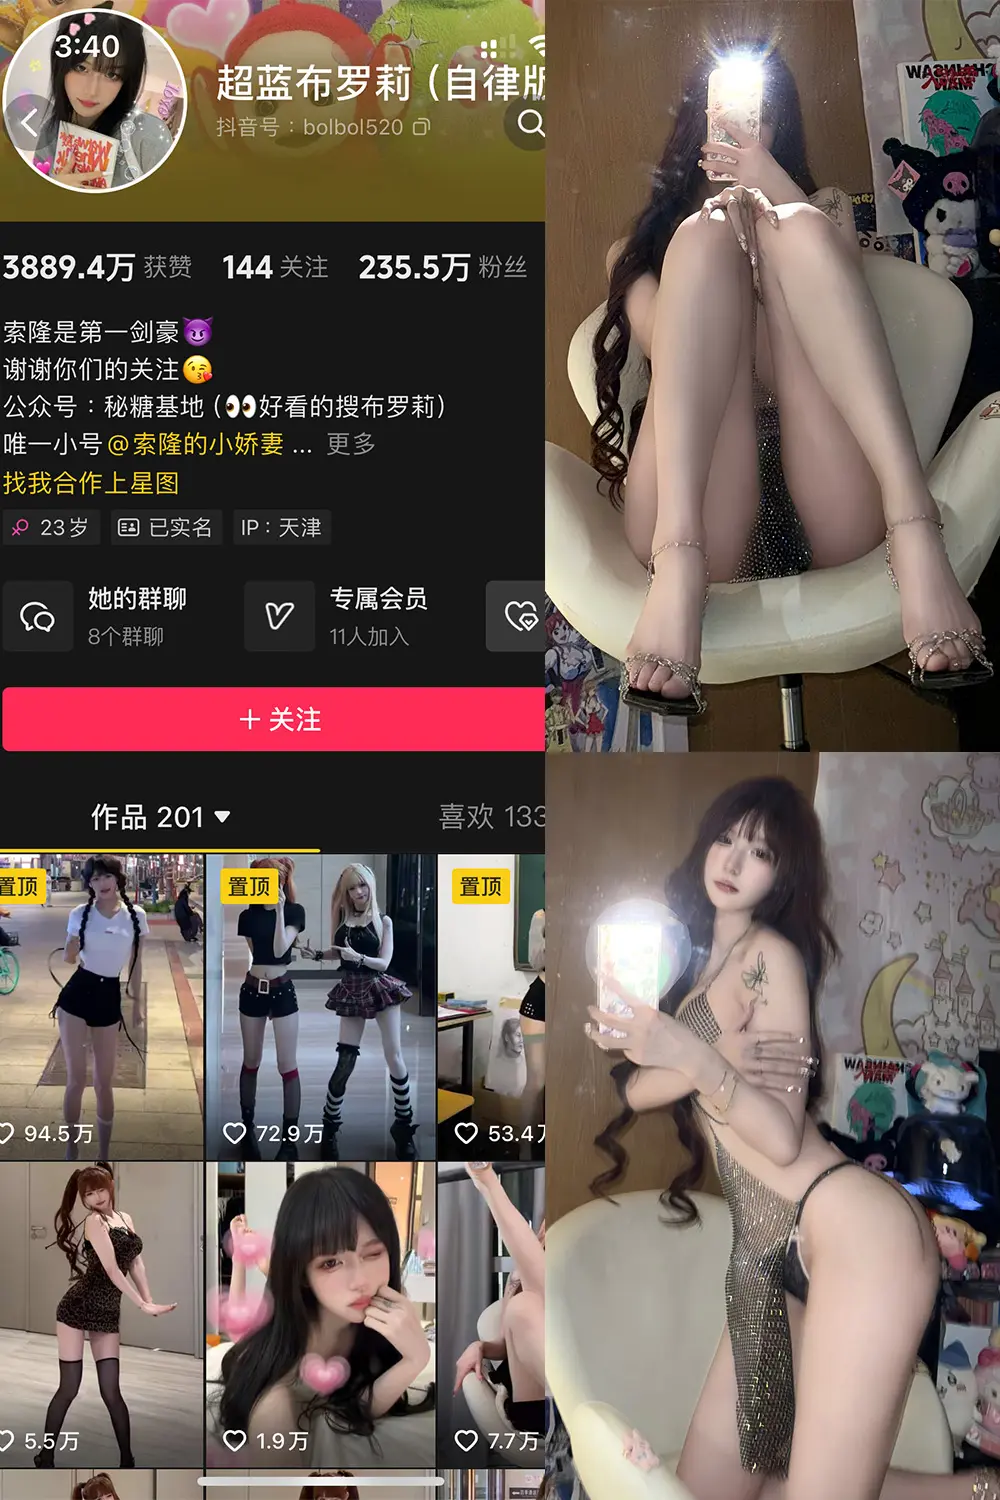 3:40
超蓝布罗莉（自律版
抖音号：bolbol520
3889.4万 获赞 144 关注 235.5万 粉丝
索隆是第一剑豪😈
谢谢你们的关注😘
公众号：秘糖基地（👀好看的搜布罗莉）
唯一小号@索隆的小娇妻 ... 更多
找我合作上星图
23岁 已实名 IP：天津
她的群聊 专属会员
8个群聊 11人加入
+ 关注
作品 201 喜欢 133
置顶 置顶 置顶
94.5万 72.9万 53.4万
5.5万 1.9万 7.7万
CHAINSAW
MAN
CHAINSAW
MAN